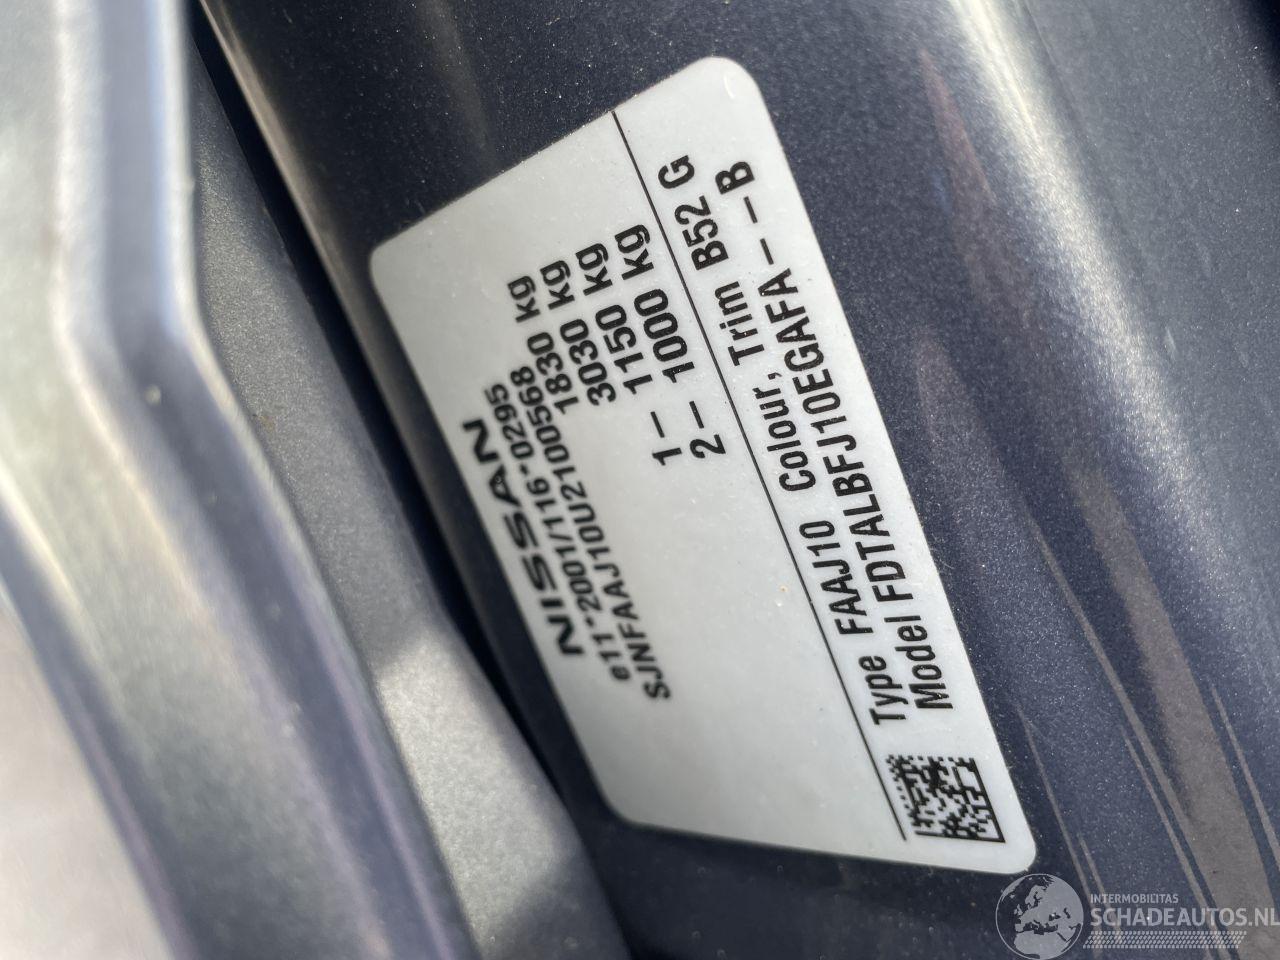 NISSAN
e11*2001/116*0295
SJNFAAJ10U2100568
1830 kg
3030 kg
1– 1150 kg
2– 1000 kg
Type FAAJ10 Colour, Trim B52 G
Model FDTALBFJ10EGAFA---B
INTERMOBILITAS
SCHADEAUTOS.NL